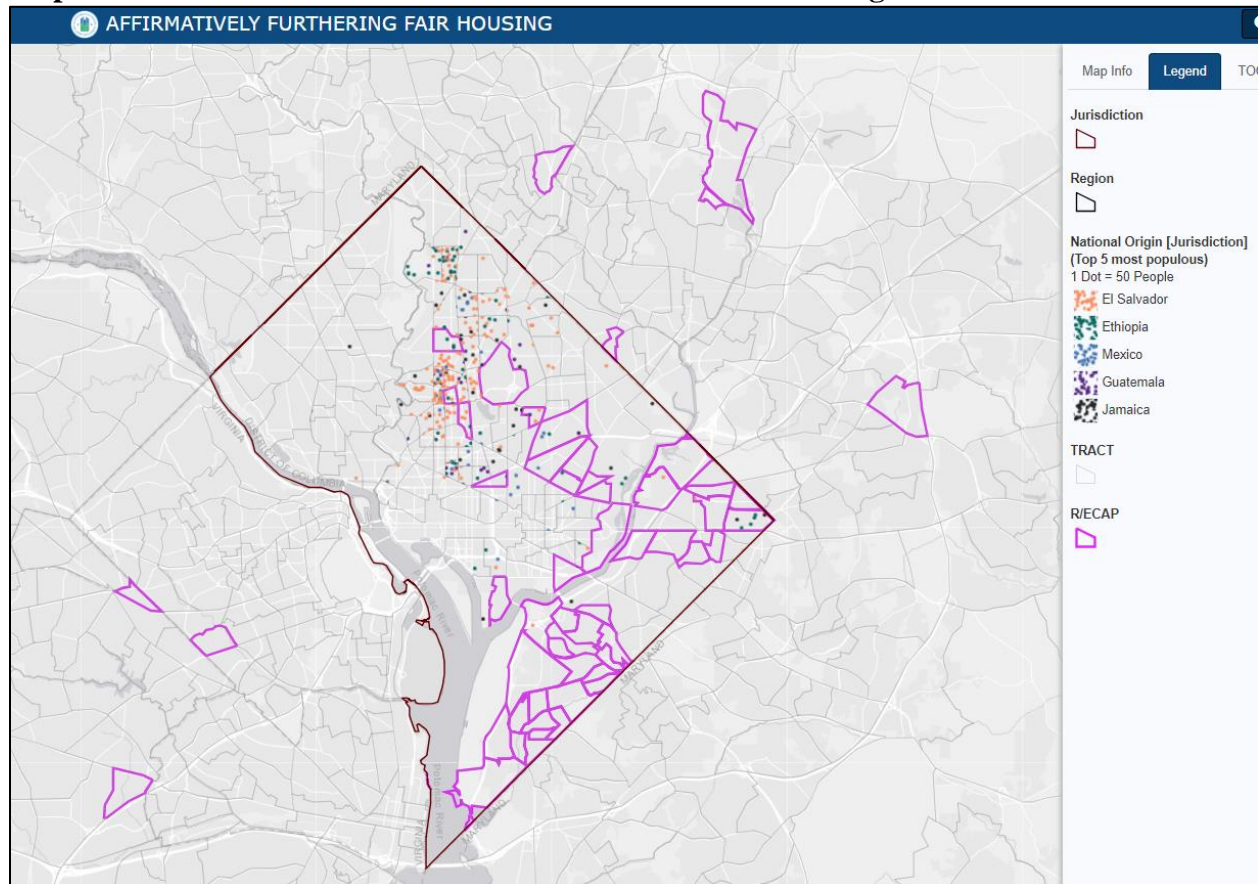 AFFIRMATIVELY FURTHERING FAIR HOUSING
Map Info Legend
Jurisdiction
Region
National Origin [Jurisdiction]
(Top 5 most populous)
1 Dot = 50 People
El Salvador
Ethiopia
Mexico
Guatemala
Jamaica
TRACT
R/ECAP
MARYLAND
VIRGINIA
DISTRICT OF COLUMBIA
Potomac River
MARYLAND
Potomac River
VIRGINIA
MARYLAND